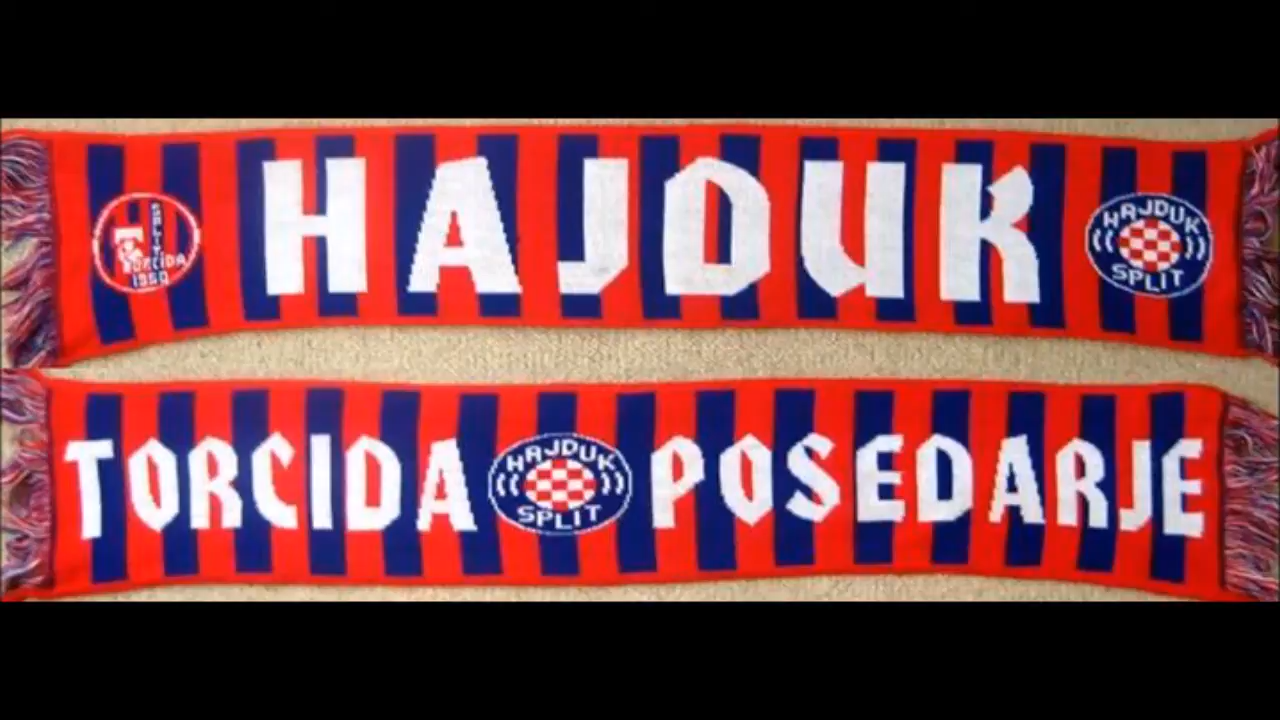 SPLIT
TORCIDA
1950
HAJDUK
HAJDUK
SPLIT
TORCIDA
HAJDUK
SPLIT
POSEDARJE